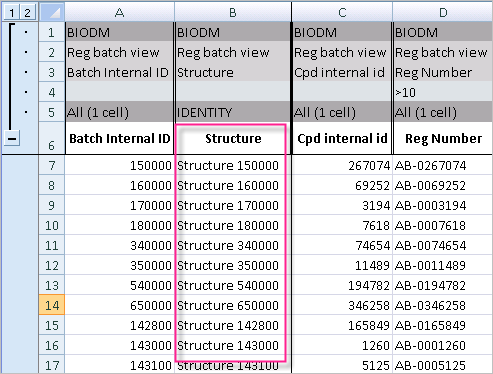 1 2
A B C D
1 BIODM BIODM BIODM BIODM
2 Reg batch view Reg batch view Reg batch view Reg batch view
3 Batch Internal ID Structure Cpd internal id Reg Number
4 >10
5 All (1 cell) IDENTITY All (1 cell) All (1 cell)
6 Batch Internal ID Structure Cpd internal id Reg Number
7 150000 Structure 150000 267074 AB-0267074
8 160000 Structure 160000 69252 AB-0069252
9 170000 Structure 170000 3194 AB-0003194
10 180000 Structure 180000 7618 AB-0007618
11 340000 Structure 340000 74654 AB-0074654
12 350000 Structure 350000 11489 AB-0011489
13 540000 Structure 540000 194782 AB-0194782
14 650000 Structure 650000 346258 AB-0346258
15 142800 Structure 142800 165849 AB-0165849
16 143000 Structure 143000 1260 AB-0001260
17 143100 Structure 143100 5125 AB-0005125